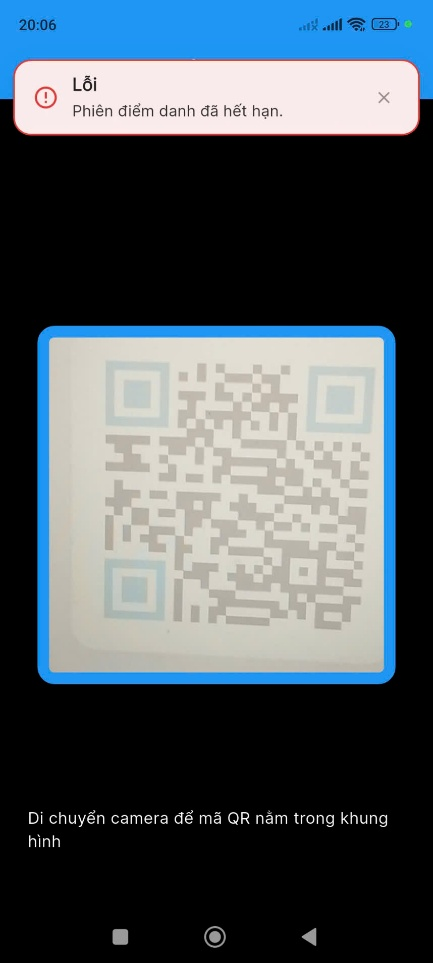 20:06
23
Lỗi
Phiên điểm danh đã hết hạn.
Di chuyển camera để mã QR nằm trong khung
hình